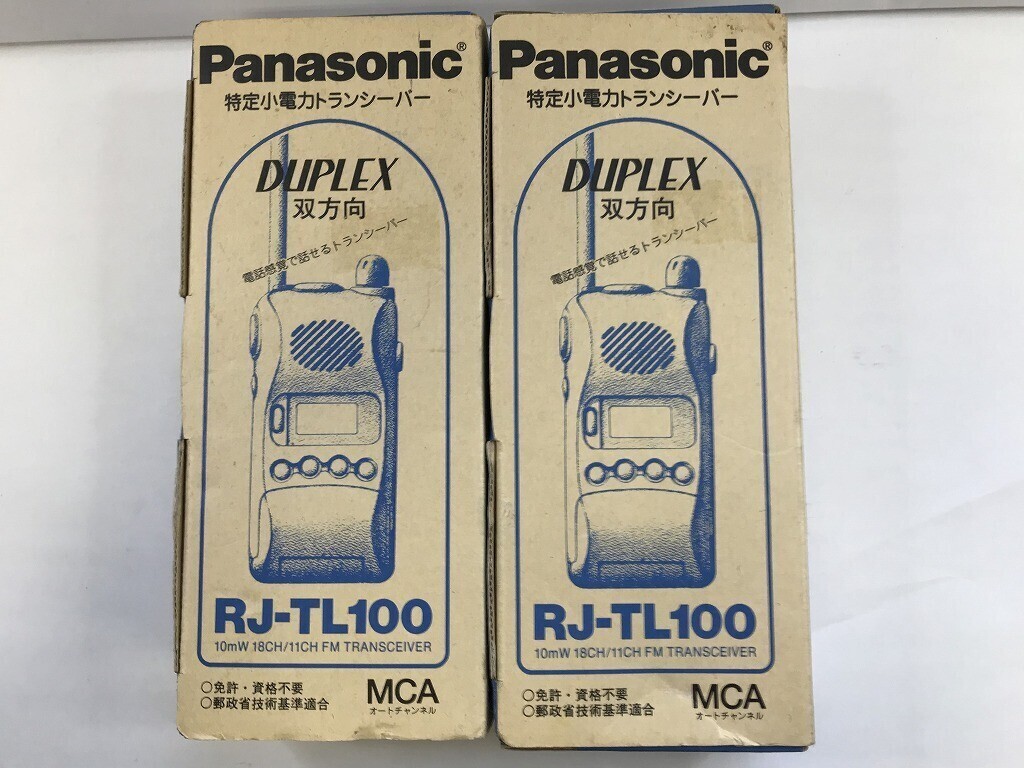 Panasonic®
特定小電力トランシーバー
DUPLEX
双方向
電話感覚で話せるトランシーバー
RJ-TL100
10mW 18CH/11CH FM TRANSCEIVER
○免許・資格不要
○郵政省技術基準適合
MCA
オートチャンネル
Panasonic®
特定小電力トランシーバー
DUPLEX
双方向
電話感覚で話せるトランシーバー
RJ-TL100
10mW 18CH/11CH FM TRANSCEIVER
○免許・資格不要
○郵政省技術基準適合
MCA
オートチャンネル